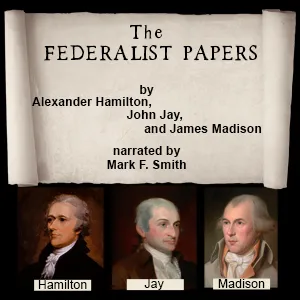 The
FEDERALIST PAPERS
by
Alexander Hamilton,
John Jay,
and James Madison
narrated by
Mark F. Smith
Hamilton
Jay
Madison